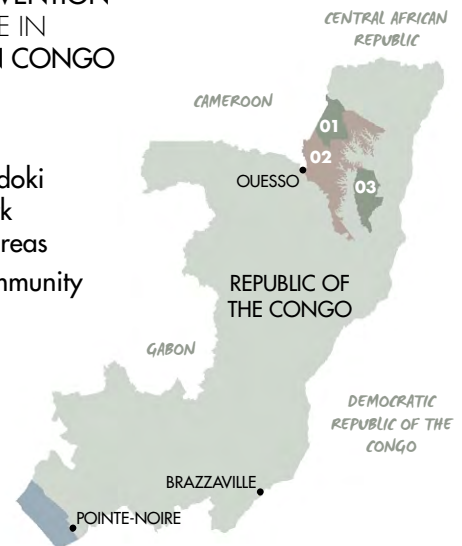 VENTION
E IN
N CONGO
doki
k
reas
mmunity
CENTRAL AFRICAN
REPUBLIC
CAMEROON
01
02
OUESSO
03
REPUBLIC OF
THE CONGO
GABON
DEMOCRATIC
REPUBLIC OF THE
CONGO
BRAZZAVILLE
POINTE-NOIRE